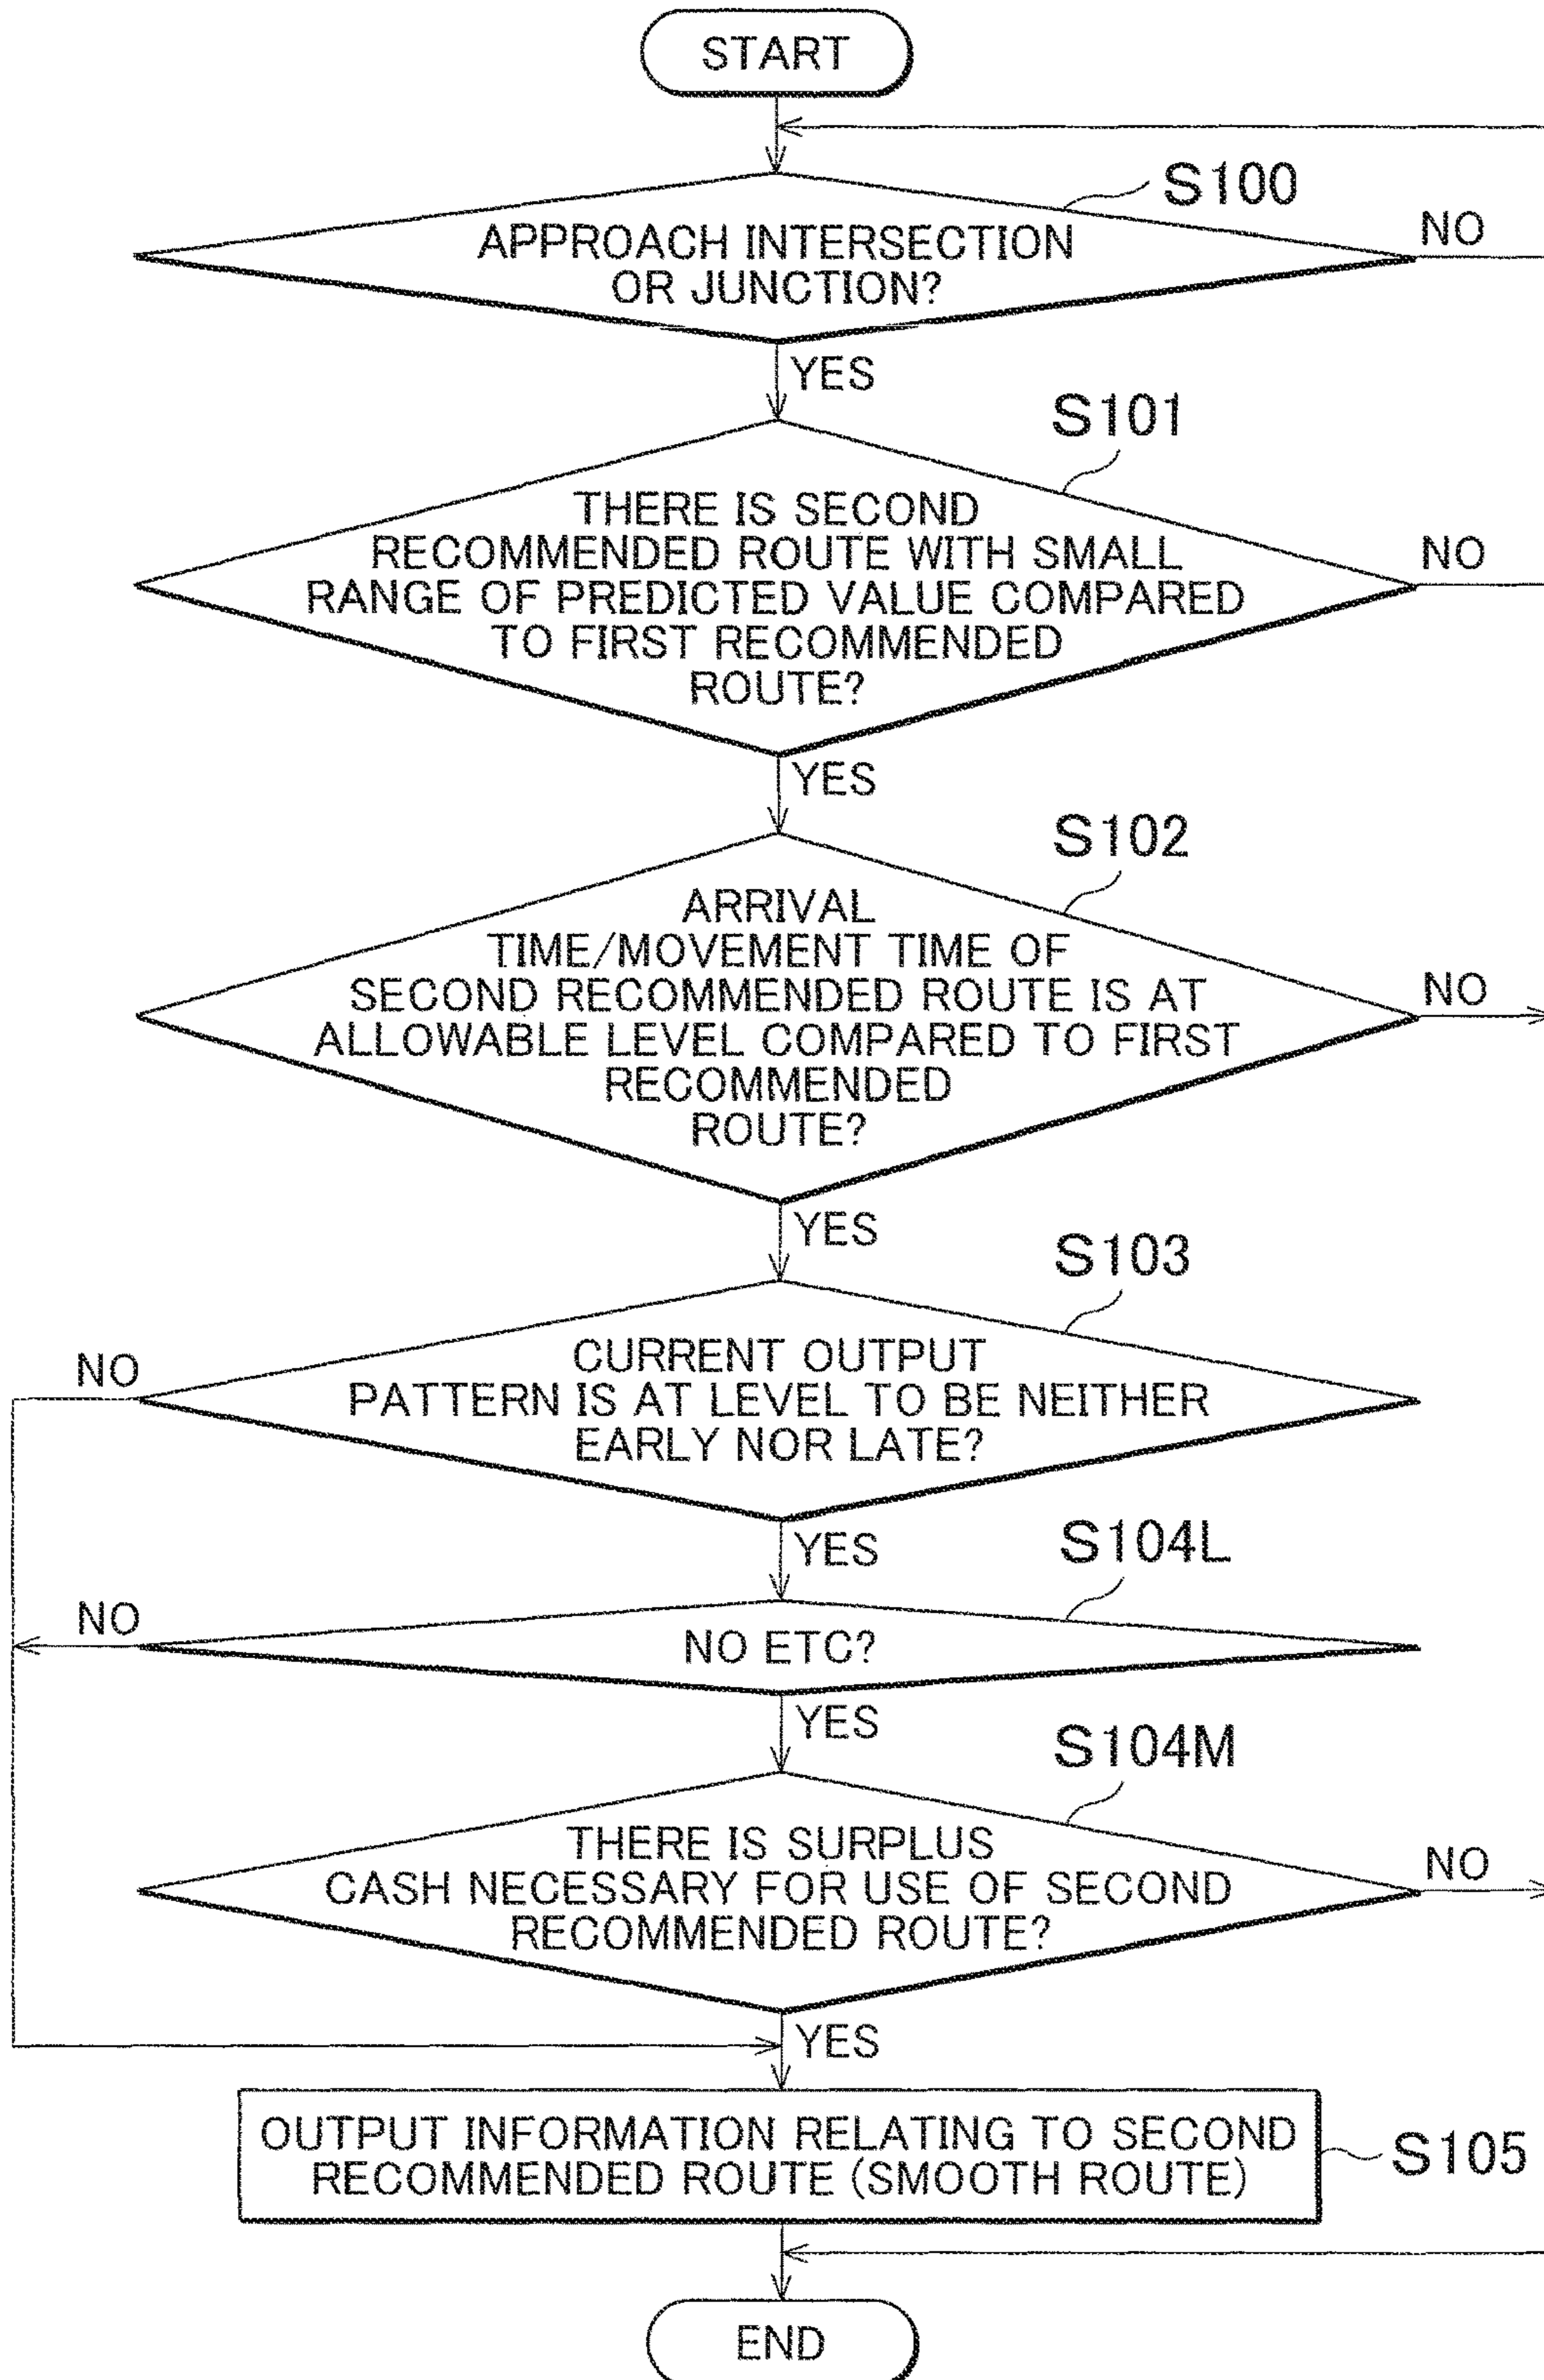 START
S100
APPROACH INTERSECTION
OR JUNCTION?
NO
YES
S101
THERE IS SECOND
RECOMMENDED ROUTE WITH SMALL
RANGE OF PREDICTED VALUE COMPARED
TO FIRST RECOMMENDED
ROUTE?
NO
YES
S102
ARRIVAL
TIME/MOVEMENT TIME OF
SECOND RECOMMENDED ROUTE IS AT
ALLOWABLE LEVEL COMPARED TO FIRST
RECOMMENDED
ROUTE?
NO
YES
S103
CURRENT OUTPUT
PATTERN IS AT LEVEL TO BE NEITHER
EARLY NOR LATE?
NO
YES
S104L
NO ETC?
NO
YES
S104M
THERE IS SURPLUS
CASH NECESSARY FOR USE OF SECOND
RECOMMENDED ROUTE?
NO
YES
OUTPUT INFORMATION RELATING TO SECOND
RECOMMENDED ROUTE (SMOOTH ROUTE)
S105
END